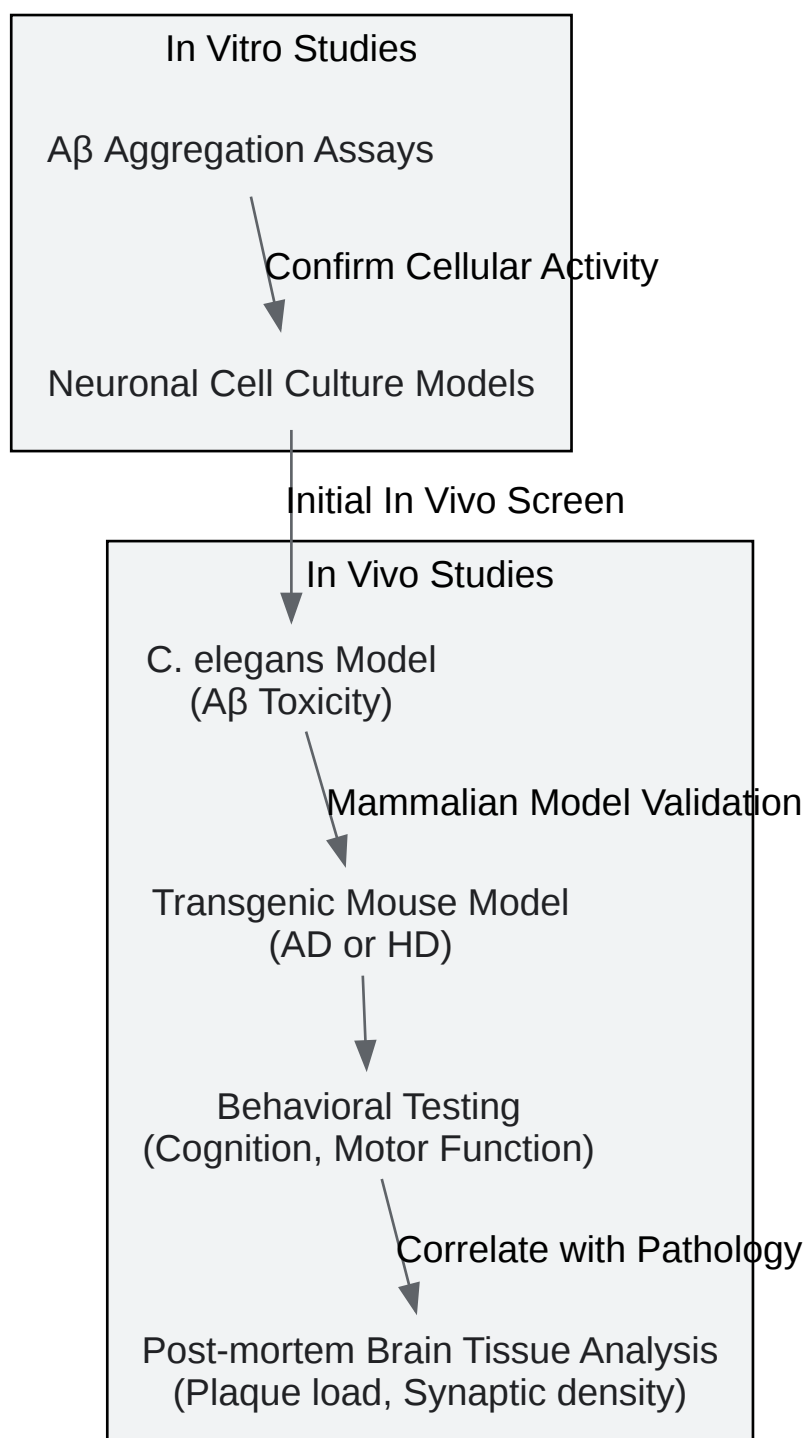 In Vitro Studies
Aβ Aggregation Assays
Confirm Cellular Activity
Neuronal Cell Culture Models
Initial In Vivo Screen
In Vivo Studies
C. elegans Model
(Aβ Toxicity)
Mammalian Model Validation
Transgenic Mouse Model
(AD or HD)
Behavioral Testing
(Cognition, Motor Function)
Correlate with Pathology
Post-mortem Brain Tissue Analysis
(Plaque load, Synaptic density)